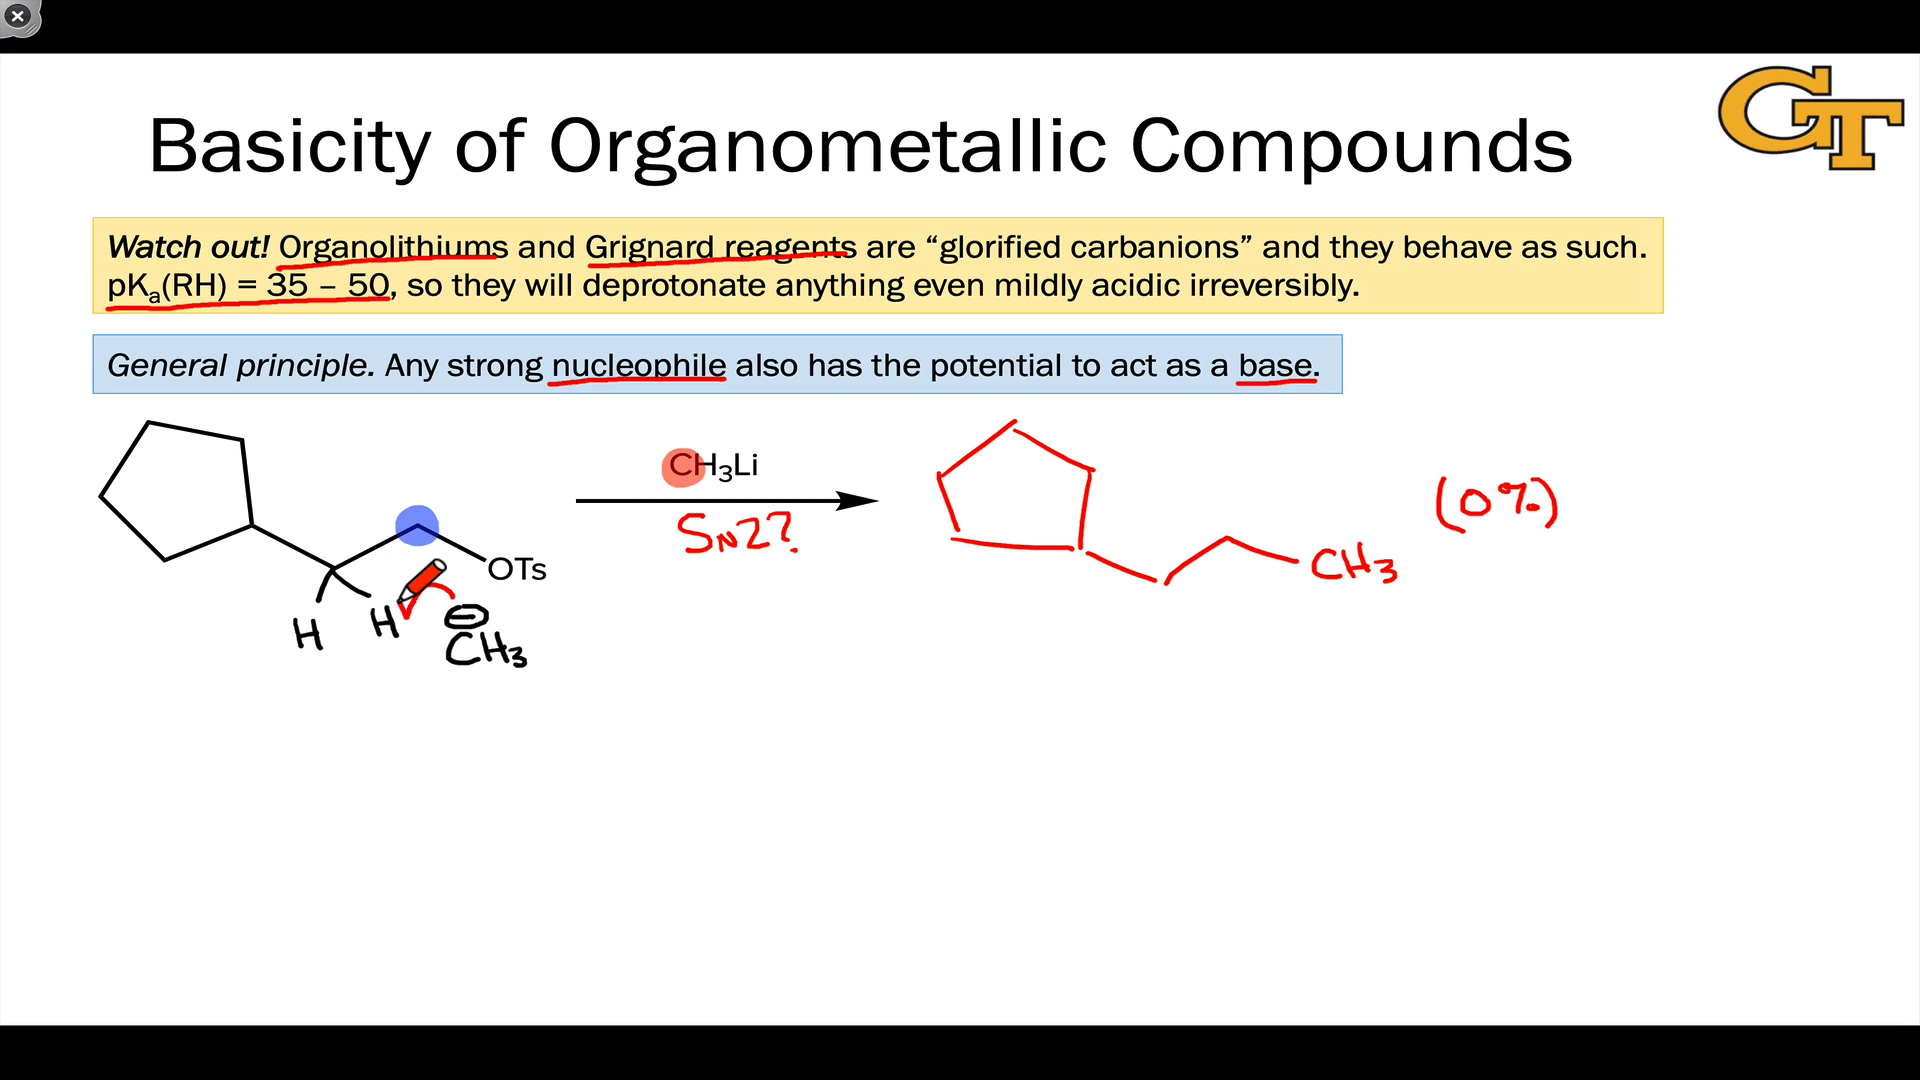 GT
Basicity of Organometallic Compounds
Watch out! Organolithiums and Grignard reagents are “glorified carbanions” and they behave as such.
pKa(RH) = 35 – 50, so they will deprotonate anything even mildly acidic irreversibly.
General principle. Any strong nucleophile also has the potential to act as a base.
CH3Li
SN2?
(0%)
OTs
CH3
H H ⊖
CH3